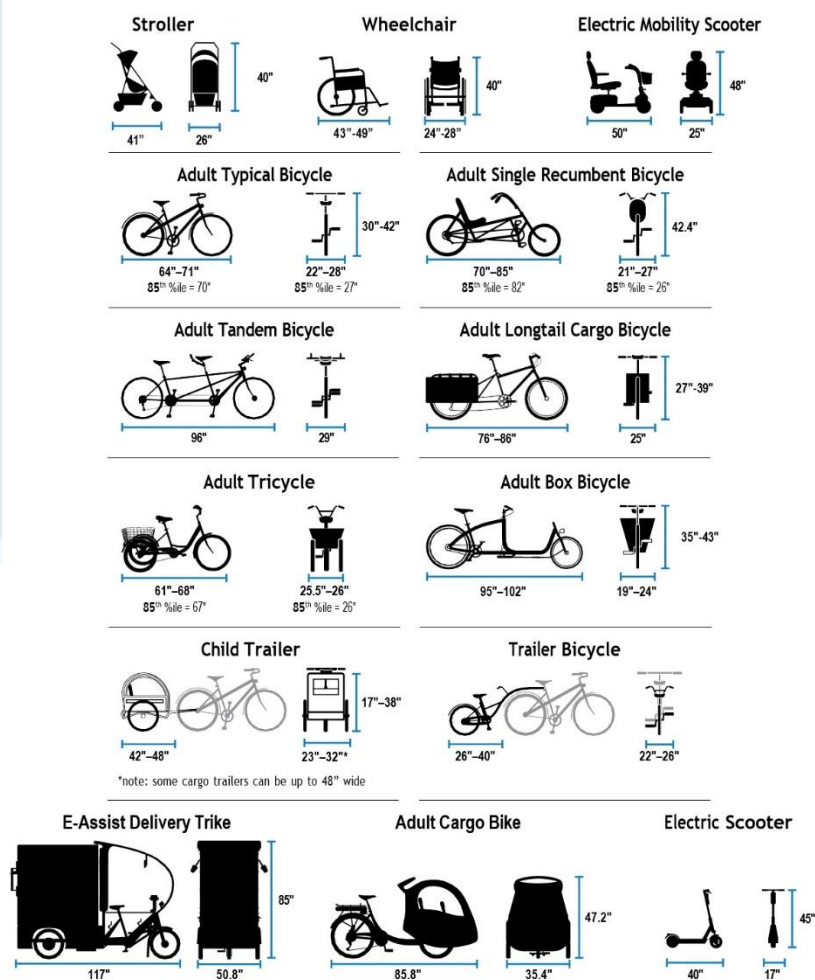 Stroller
40"
41"
26"
Wheelchair
40"
43"-49"
24"-28"
Electric Mobility Scooter
48"
50"
25"
Adult Typical Bicycle
30"-42"
64"–71"
85th %ile = 70"
22"–28"
85th %ile = 27"
Adult Single Recumbent Bicycle
42.4"
70"–85"
85th %ile = 82"
21"–27"
85th %ile = 26"
Adult Tandem Bicycle
96"
29"
Adult Longtail Cargo Bicycle
27"-39"
76"–86"
25"
Adult Tricycle
61"–68"
85th %ile = 67"
25.5"–26"
85th %ile = 26"
Adult Box Bicycle
35"-43"
95"–102"
19"–24"
Child Trailer
17"–38"
42"–48"
23"–32"*
*note: some cargo trailers can be up to 48" wide
Trailer Bicycle
26"–40"
22"–26"
E-Assist Delivery Trike
85"
117"
50.8"
Adult Cargo Bike
47.2"
85.8"
35.4"
Electric Scooter
45"
40"
17"